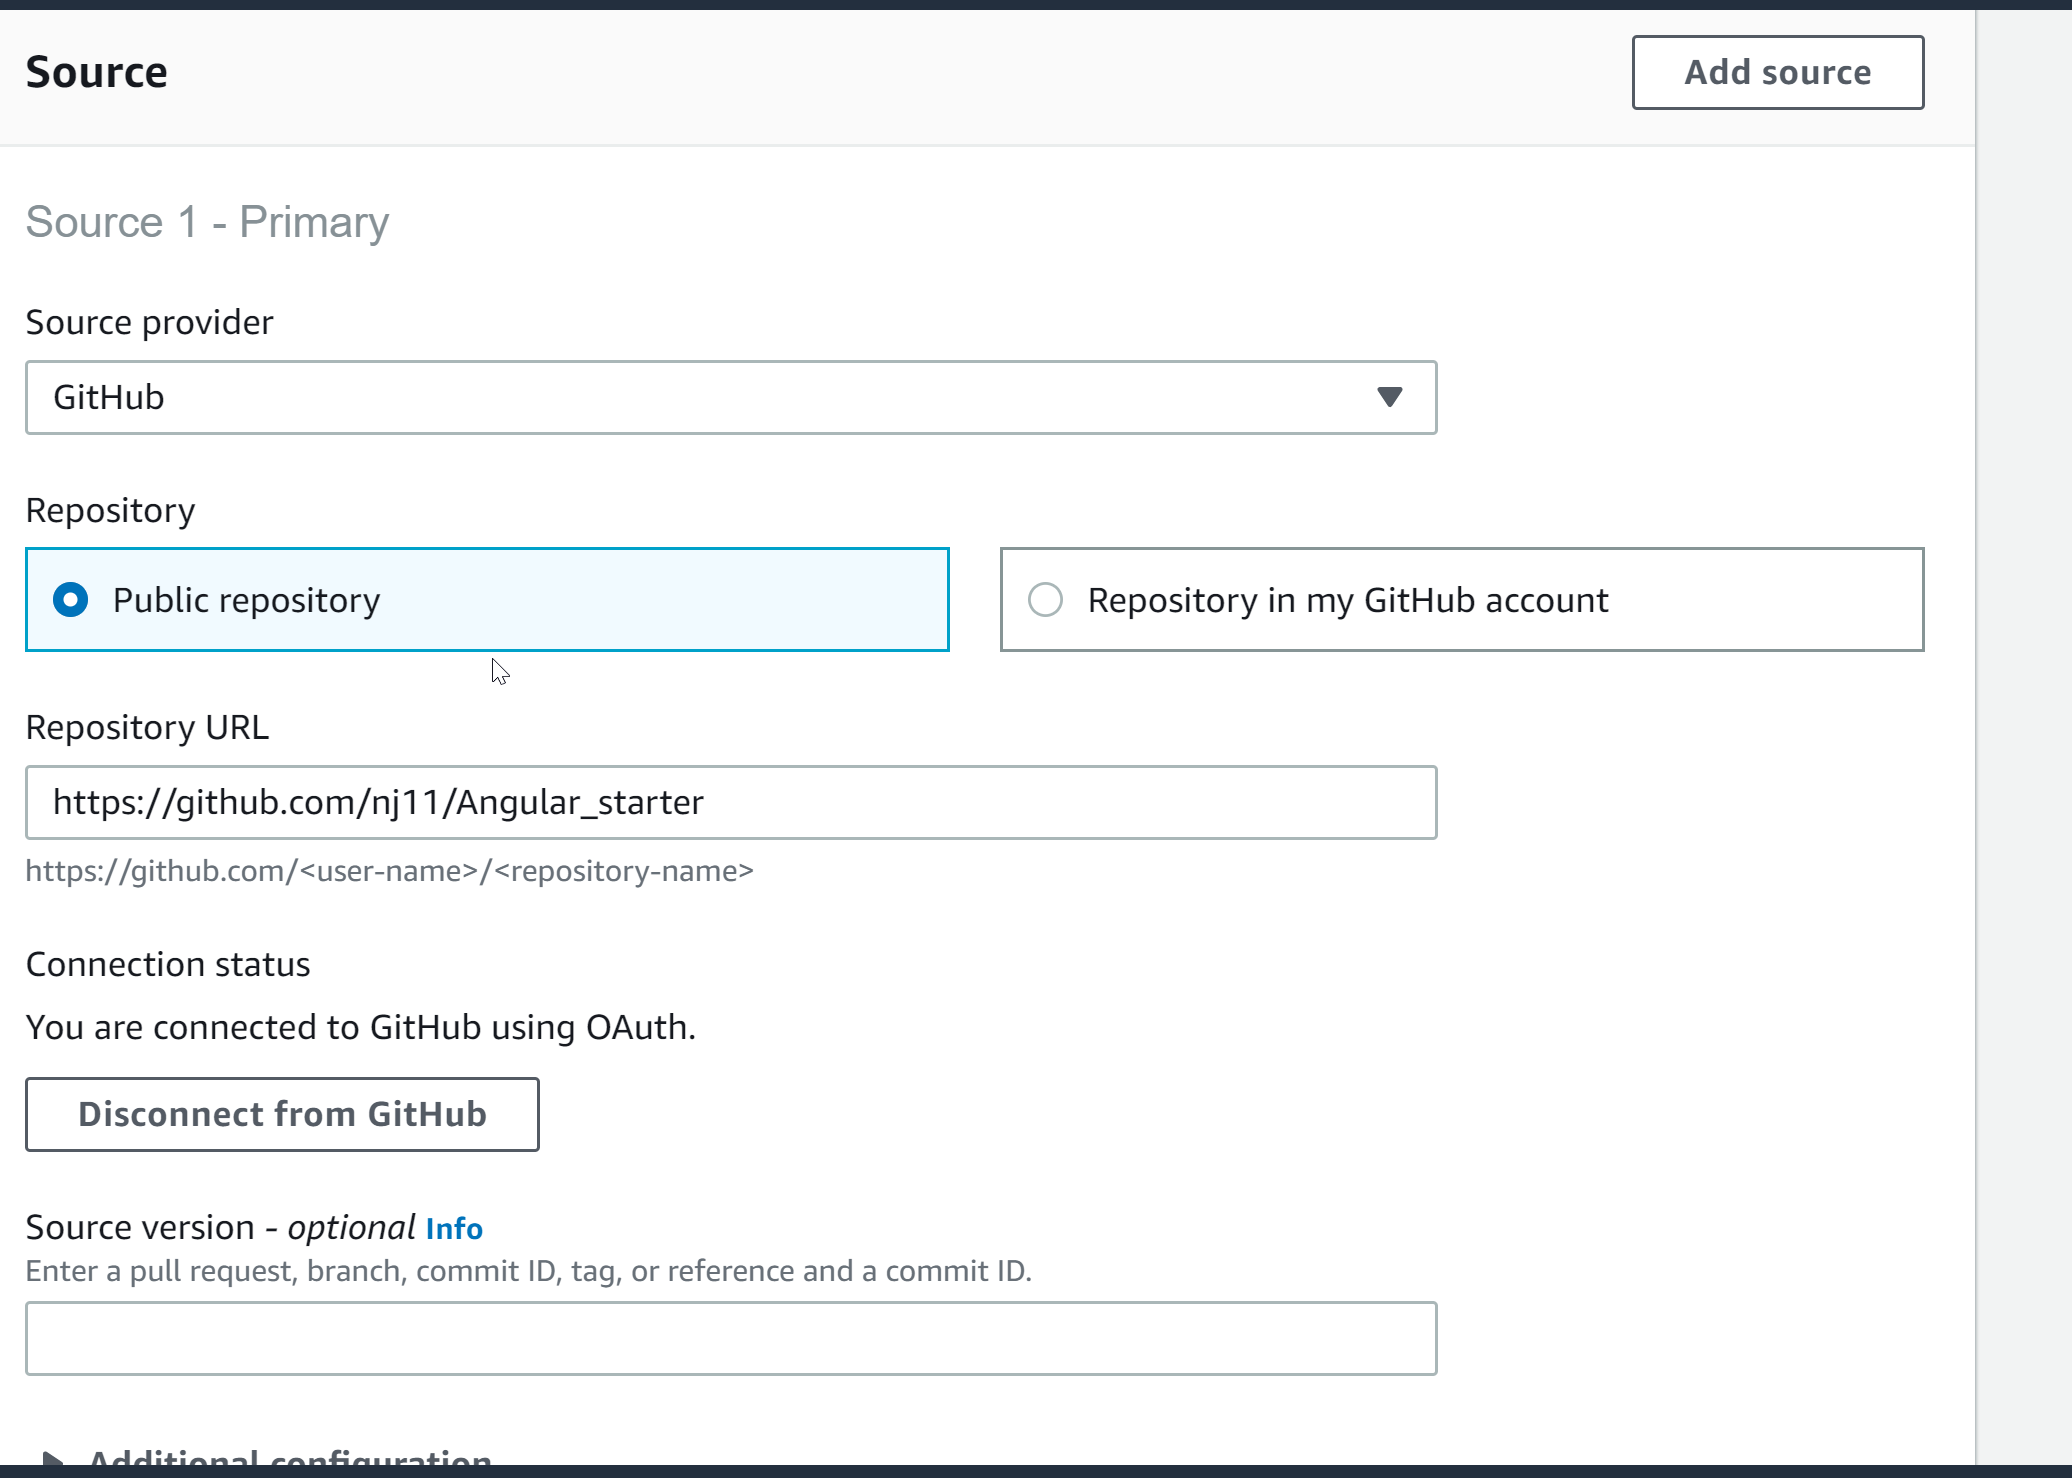 Source
Add source
Source 1 - Primary
Source provider
GitHub
Repository
Public repository
Repository in my GitHub account
Repository URL
https://github.com/nj11/Angular_starter
https://github.com/<user-name>/<repository-name>
Connection status
You are connected to GitHub using OAuth.
Disconnect from GitHub
Source version - optional Info
Enter a pull request, branch, commit ID, tag, or reference and a commit ID.
Additional configuration